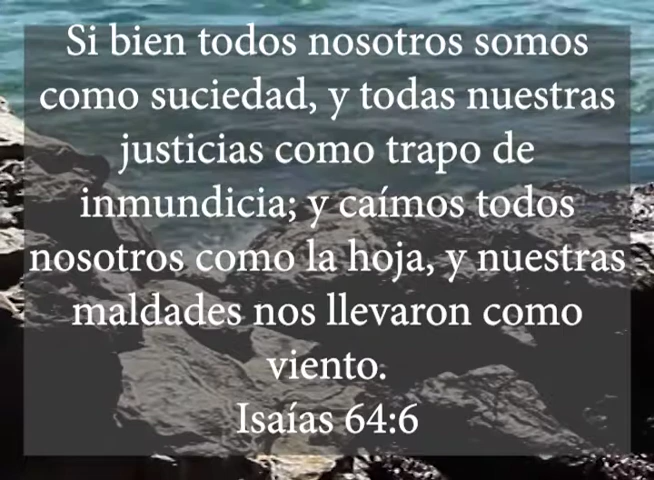 Si bien todos nosotros somos
como suciedad, y todas nuestras
justicias como trapo de
inmundicia; y caímos todos
nosotros como la hoja, y nuestras
maldades nos llevaron como
viento.
Isaías 64:6